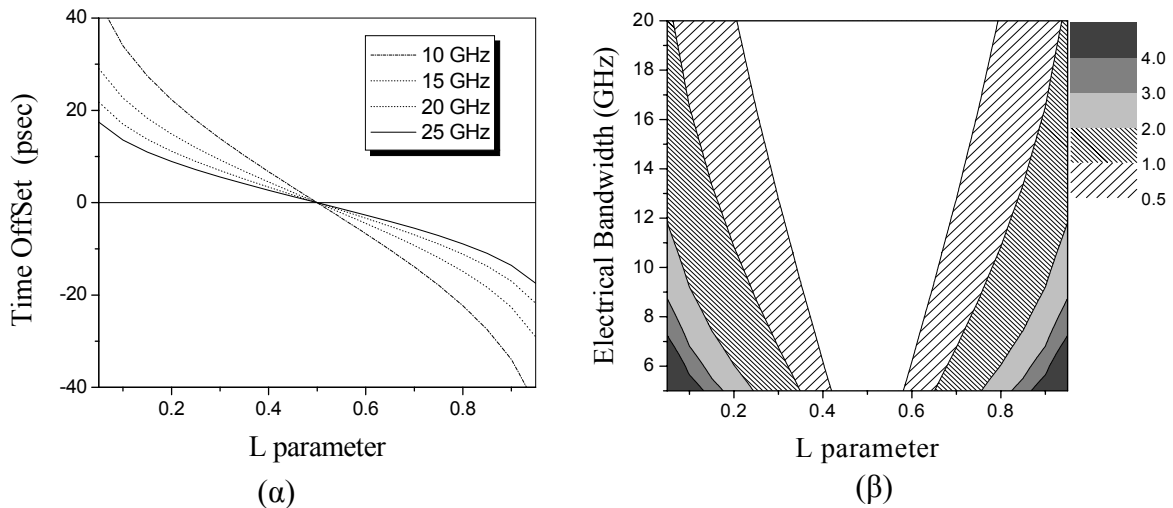 40
20
0
-20
-40
Time OffSet (psec)
10 GHz
15 GHz
20 GHz
25 GHz
0.2 0.4 0.6 0.8
L parameter
(α)
20
18
16
14
12
10
8
6
Electrical Bandwidth (GHz)
0.2 0.4 0.6 0.8
L parameter
(β)
4.0
3.0
2.0
1.0
0.5